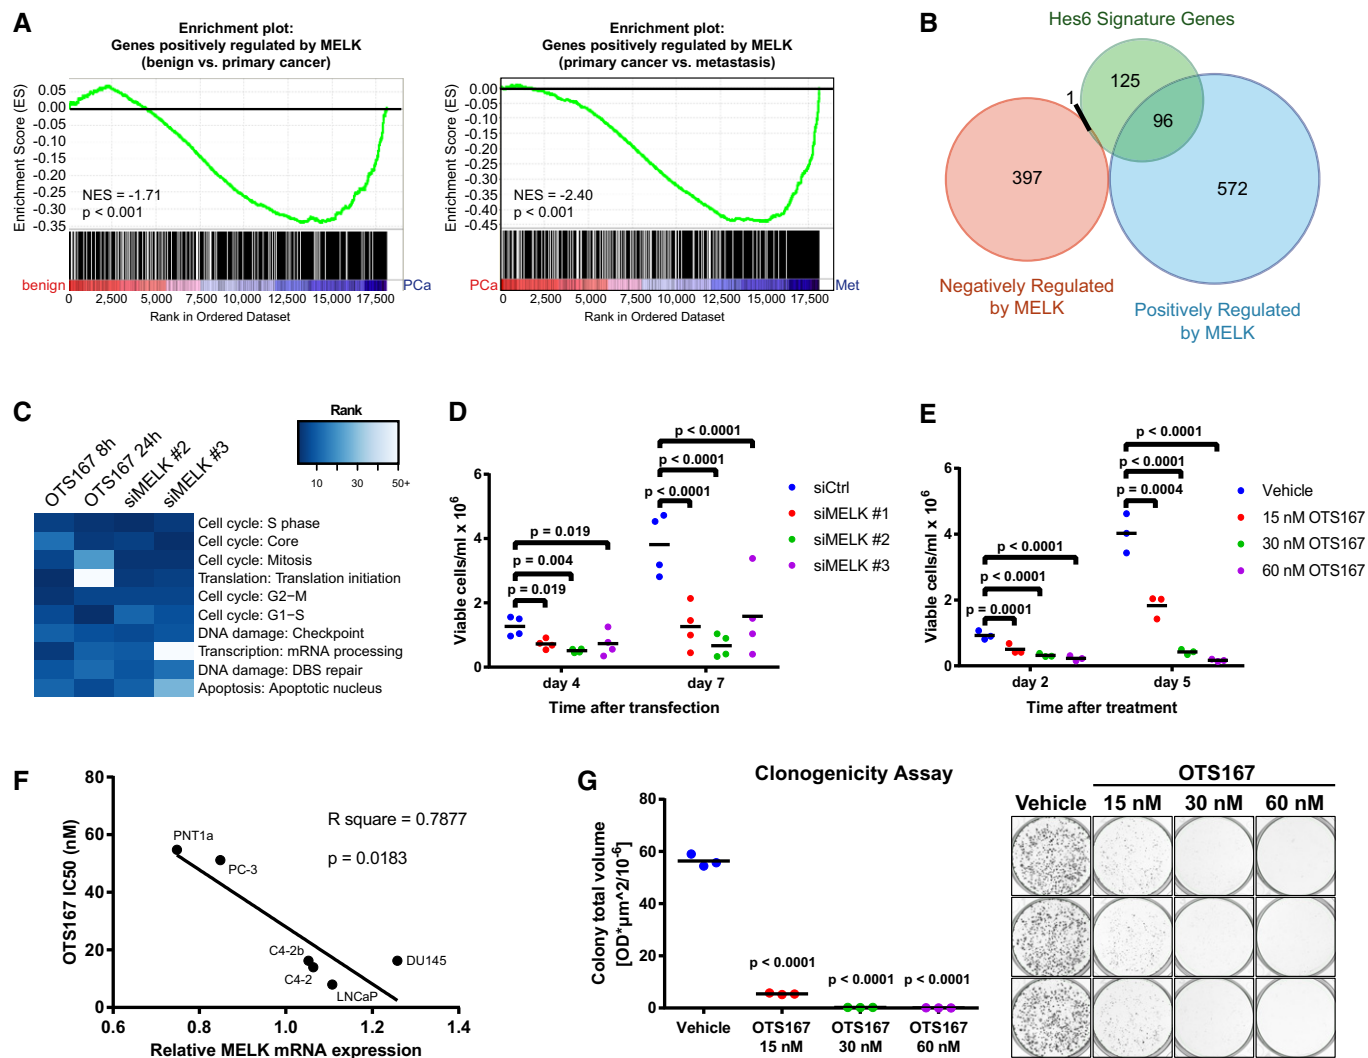 A
Enrichment plot:
Genes positively regulated by MELK
(benign vs. primary cancer)
Enrichment Score (ES)
0.05
0.00
-0.05
-0.10
-0.15
-0.20
-0.25
-0.30
-0.35
NES = -1.71
p < 0.001
benign
PCa
0 2,500 5,000 7,500 10,000 12,500 15,000 17,500
Rank in Ordered Dataset
Enrichment plot:
Genes positively regulated by MELK
(primary cancer vs. metastasis)
Enrichment Score (ES)
0.00
-0.05
-0.10
-0.15
-0.20
-0.25
-0.30
-0.35
-0.40
-0.45
NES = -2.40
p < 0.001
PCa
Met
0 2,500 5,000 7,500 10,000 12,500 15,000 17,500
Rank in Ordered Dataset
B
Hes6 Signature Genes
125
1
96
397
572
Negatively Regulated
by MELK
Positively Regulated
by MELK
C
Rank
10 30 50+
OTS167 8h
OTS167 24h
siMELK #2
siMELK #3
Cell cycle: S phase
Cell cycle: Core
Cell cycle: Mitosis
Translation: Translation initiation
Cell cycle: G2−M
Cell cycle: G1−S
DNA damage: Checkpoint
Transcription: mRNA processing
DNA damage: DBS repair
Apoptosis: Apoptotic nucleus
D
Viable cells/ml x 10^6
6
4
2
0
p = 0.019
p = 0.004
p = 0.019
p < 0.0001
p < 0.0001
p < 0.0001
siCtrl
siMELK #1
siMELK #2
siMELK #3
day 4 day 7
Time after transfection
E
Viable cells/ml x 10^6
6
4
2
0
p < 0.0001
p < 0.0001
p = 0.0001
p < 0.0001
p < 0.0001
p = 0.0004
Vehicle
15 nM OTS167
30 nM OTS167
60 nM OTS167
day 2 day 5
Time after treatment
F
OTS167 IC50 (nM)
80
60
40
20
0
R square = 0.7877
p = 0.0183
PNT1a
PC-3
C4-2b
C4-2
LNCaP
DU145
0.6 0.8 1.0 1.2 1.4
Relative MELK mRNA expression
G
Clonogenicity Assay
Colony total volume
[OD*µm^2/10^-6]
80
60
40
20
0
p < 0.0001
p < 0.0001
p < 0.0001
Vehicle
OTS167
15 nM
OTS167
30 nM
OTS167
60 nM
OTS167
Vehicle 15 nM 30 nM 60 nM